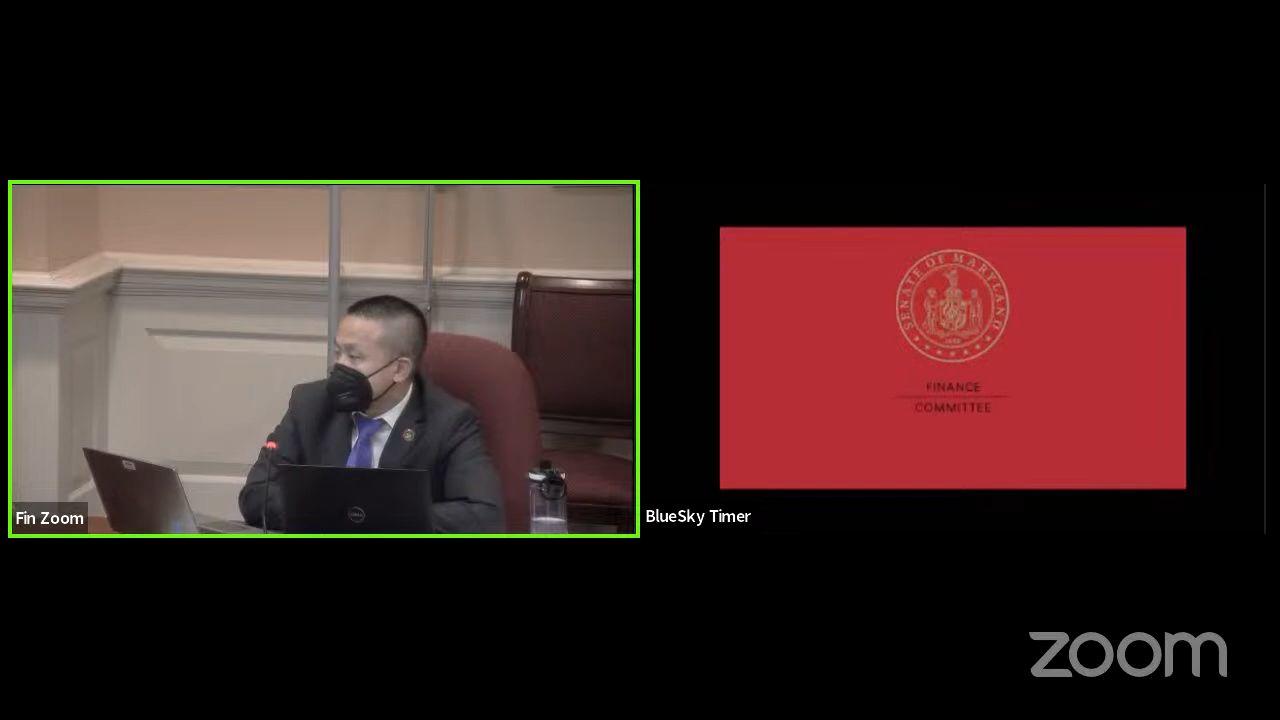 Fin Zoom
SENATE OF MARYLAND
FINANCE
COMMITTEE
BlueSky Timer
zoom